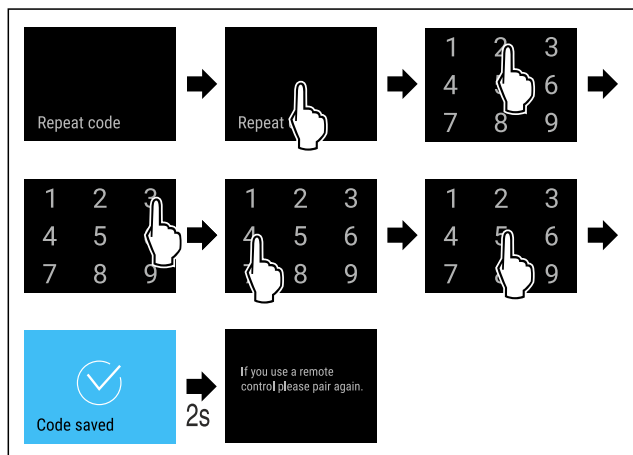 Repeat code
Repeat
1 2 3
4 6
7 8 9
1 2 3
4 5
7 8 9
1 2 3
4 5 6
8 9
1 2 3
4 5 6
7 9
Code saved
2s
If you use a remote
control please pair again.